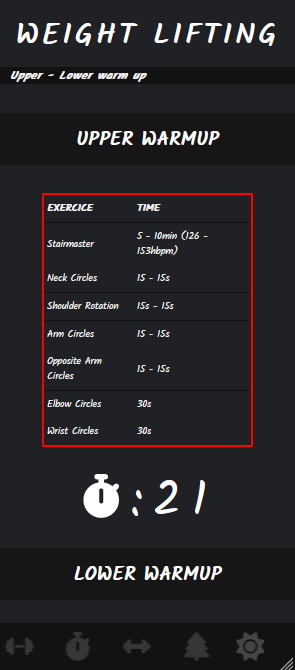 WEIGHT LIFTING
Upper - Lower warm up
UPPER WARMUP
EXERCICE TIME
Stairmaster 5 - 10min (126 -
153hbpm)
Neck Circles 15 - 15s
Shoulder Rotation 15s - 15s
Arm Circles 15 - 15s
Opposite Arm
Circles 15 - 15s
Elbow Circles 30s
Wrist Circles 30s
:21
LOWER WARMUP